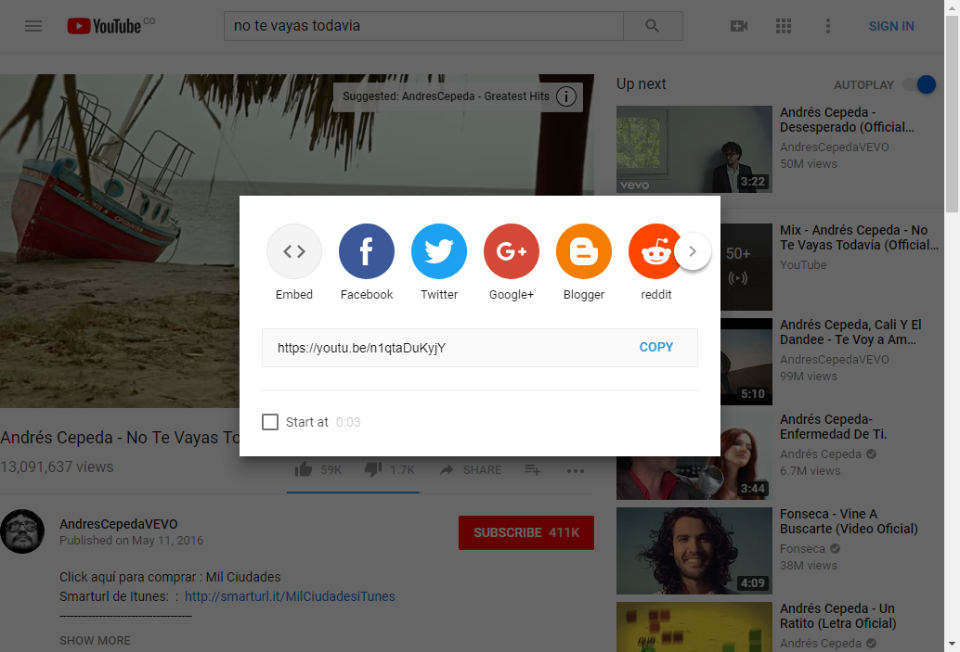 YouTube CO
no te vayas todavia
SIGN IN
Suggested: AndresCepeda - Greatest Hits
Up next
AUTOPLAY
Andrés Cepeda -
Desesperado (Official...
AndresCepedaVEVO
50M views
vevo
3:22
Embed
Facebook
Twitter
Google+
Blogger
reddit
https://youtu.be/n1qtaDuKyjY
COPY
Start at 0:03
50+
Mix - Andrés Cepeda - No
Te Vayas Todavía (Official...
YouTube
Andrés Cepeda, Cali Y El
Dandee - Te Voy a Am...
AndresCepedaVEVO
99M views
5:10
Andrés Cepeda-
Enfermedad De Ti.
Andrés Cepeda
6.7M views
3:44
Andrés Cepeda - No Te Vayas To
13,091,637 views
59K
1.7K
SHARE
AndresCepedaVEVO
Published on May 11, 2016
SUBSCRIBE 411K
Click aquí para comprar : Mil Ciudades
Smarturl de Itunes: : http://smarturl.it/MilCiudadesiTunes
SHOW MORE
Fonseca - Vine A
Buscarte (Video Oficial)
Fonseca
38M views
4:09
Andrés Cepeda - Un
Ratito (Letra Oficial)
Andrés Cepeda